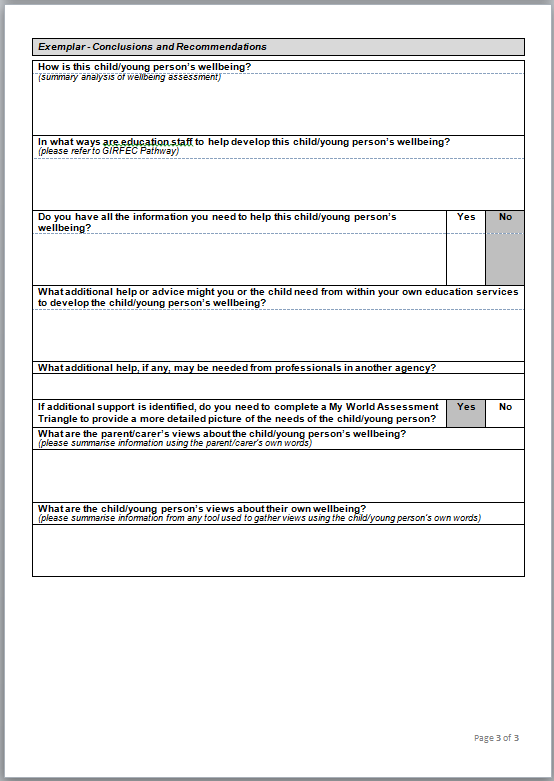 Exemplar - Conclusions and Recommendations
How is this child/young person's wellbeing?
(summary analysis of wellbeing assessment)
In what ways are education staff to help develop this child/young person's wellbeing?
(please refer to GIRFEC Pathway)
Do you have all the information you need to help this child/young person's
wellbeing?
Yes
No
What additional help or advice might you or the child need from within your own education services
to develop the child/young person's wellbeing?
What additional help, if any, may be needed from professionals in another agency?
If additional support is identified, do you need to complete a My World Assessment
Triangle to provide a more detailed picture of the needs of the child/young person?
Yes
No
What are the parent/carer's views about the child/young person's wellbeing?
(please summarise information using the parent/carer's own words)
What are the child/young person's views about their own wellbeing?
(please summarise information from any tool used to gather views using the child/young person's own words)
Page 3 of 3